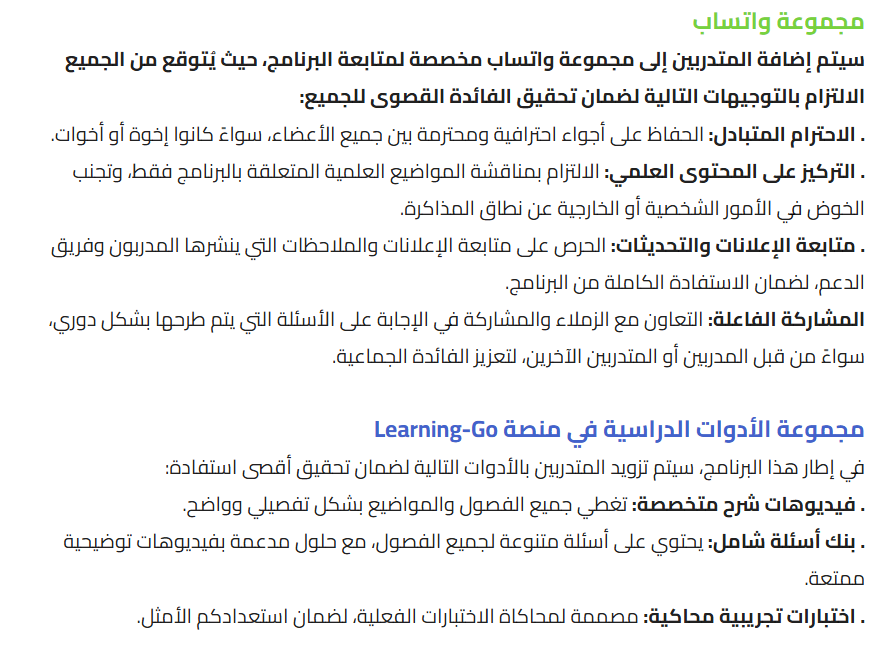 مجموعة واتساب
سيتم إضافة المتدربين إلى مجموعة واتساب مخصصة لمتابعة البرنامج، حيث يُتوقع من الجميع
الالتزام بالتوجيهات التالية لضمان تحقيق الفائدة القصوى للجميع:
. الاحترام المتبادل: الحفاظ على أجواء احترافية ومحترمة بين جميع الأعضاء، سواءً كانوا إخوة أو أخوات.
. التركيز على المحتوى العلمي: الالتزام بمناقشة المواضيع العلمية المتعلقة بالبرنامج فقط، وتجنب
الخوض في الأمور الشخصية أو الخارجية عن نطاق المذاكرة.
. متابعة الإعلانات والتحديثات: الحرص على متابعة الإعلانات والملاحظات التي ينشرها المدربون وفريق
الدعم، لضمان الاستفادة الكاملة من البرنامج.
المشاركة الفاعلة: التعاون مع الزملاء والمشاركة في الإجابة على الأسئلة التي يتم طرحها بشكل دوري،
سواءً من قبل المدربين أو المتدربين الآخرين، لتعزيز الفائدة الجماعية.
مجموعة الأدوات الدراسية في منصة Learning-Go
في إطار هذا البرنامج، سيتم تزويد المتدربين بالأدوات التالية لضمان تحقيق أقصى استفادة:
. فيديوهات شرح متخصصة: تغطي جميع الفصول والمواضيع بشكل تفصيلي وواضح.
. بنك أسئلة شامل: يحتوي على أسئلة متنوعة لجميع الفصول، مع حلول مدعمة بفيديوهات توضيحية
ممتعة.
. اختبارات تجريبية محاكية: مصممة لمحاكاة الاختبارات الفعلية، لضمان استعدادكم الأمثل.